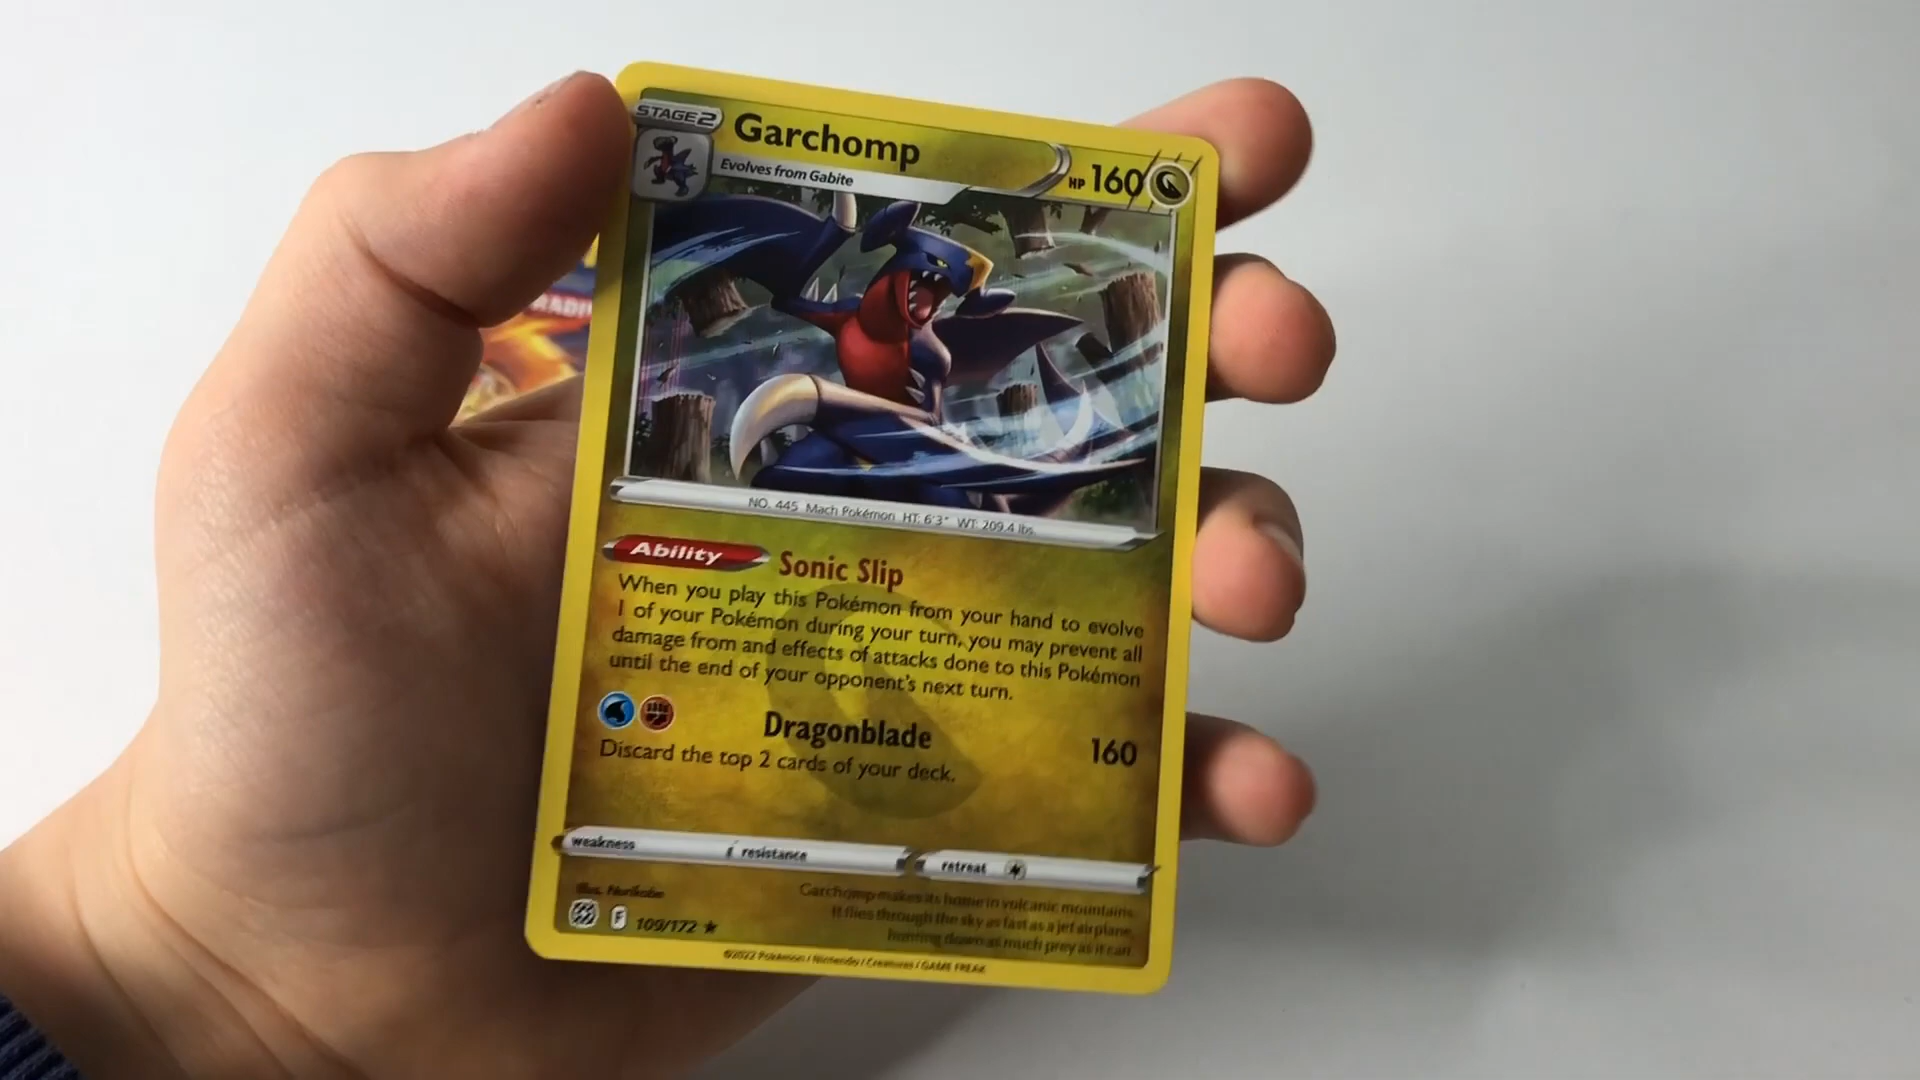 STAGE 2
Garchomp
Evolves from Gabite
HP 160
NO. 445 Mach Pokémon HT: 6'3" WT: 209.4 lbs.
Ability Sonic Slip
When you play this Pokémon from your hand to evolve
1 of your Pokémon during your turn, you may prevent all
damage from and effects of attacks done to this Pokémon
until the end of your opponent's next turn.
Dragonblade 160
Discard the top 2 cards of your deck.
weakness resistance retreat
Illus.
F 109/172
Garchomp makes its home in volcanic mountains.
It flies through the sky as fast as a jet airplane,
hunting down as much prey as it can.
©2022 Pokémon / Nintendo / Creatures / GAME FREAK